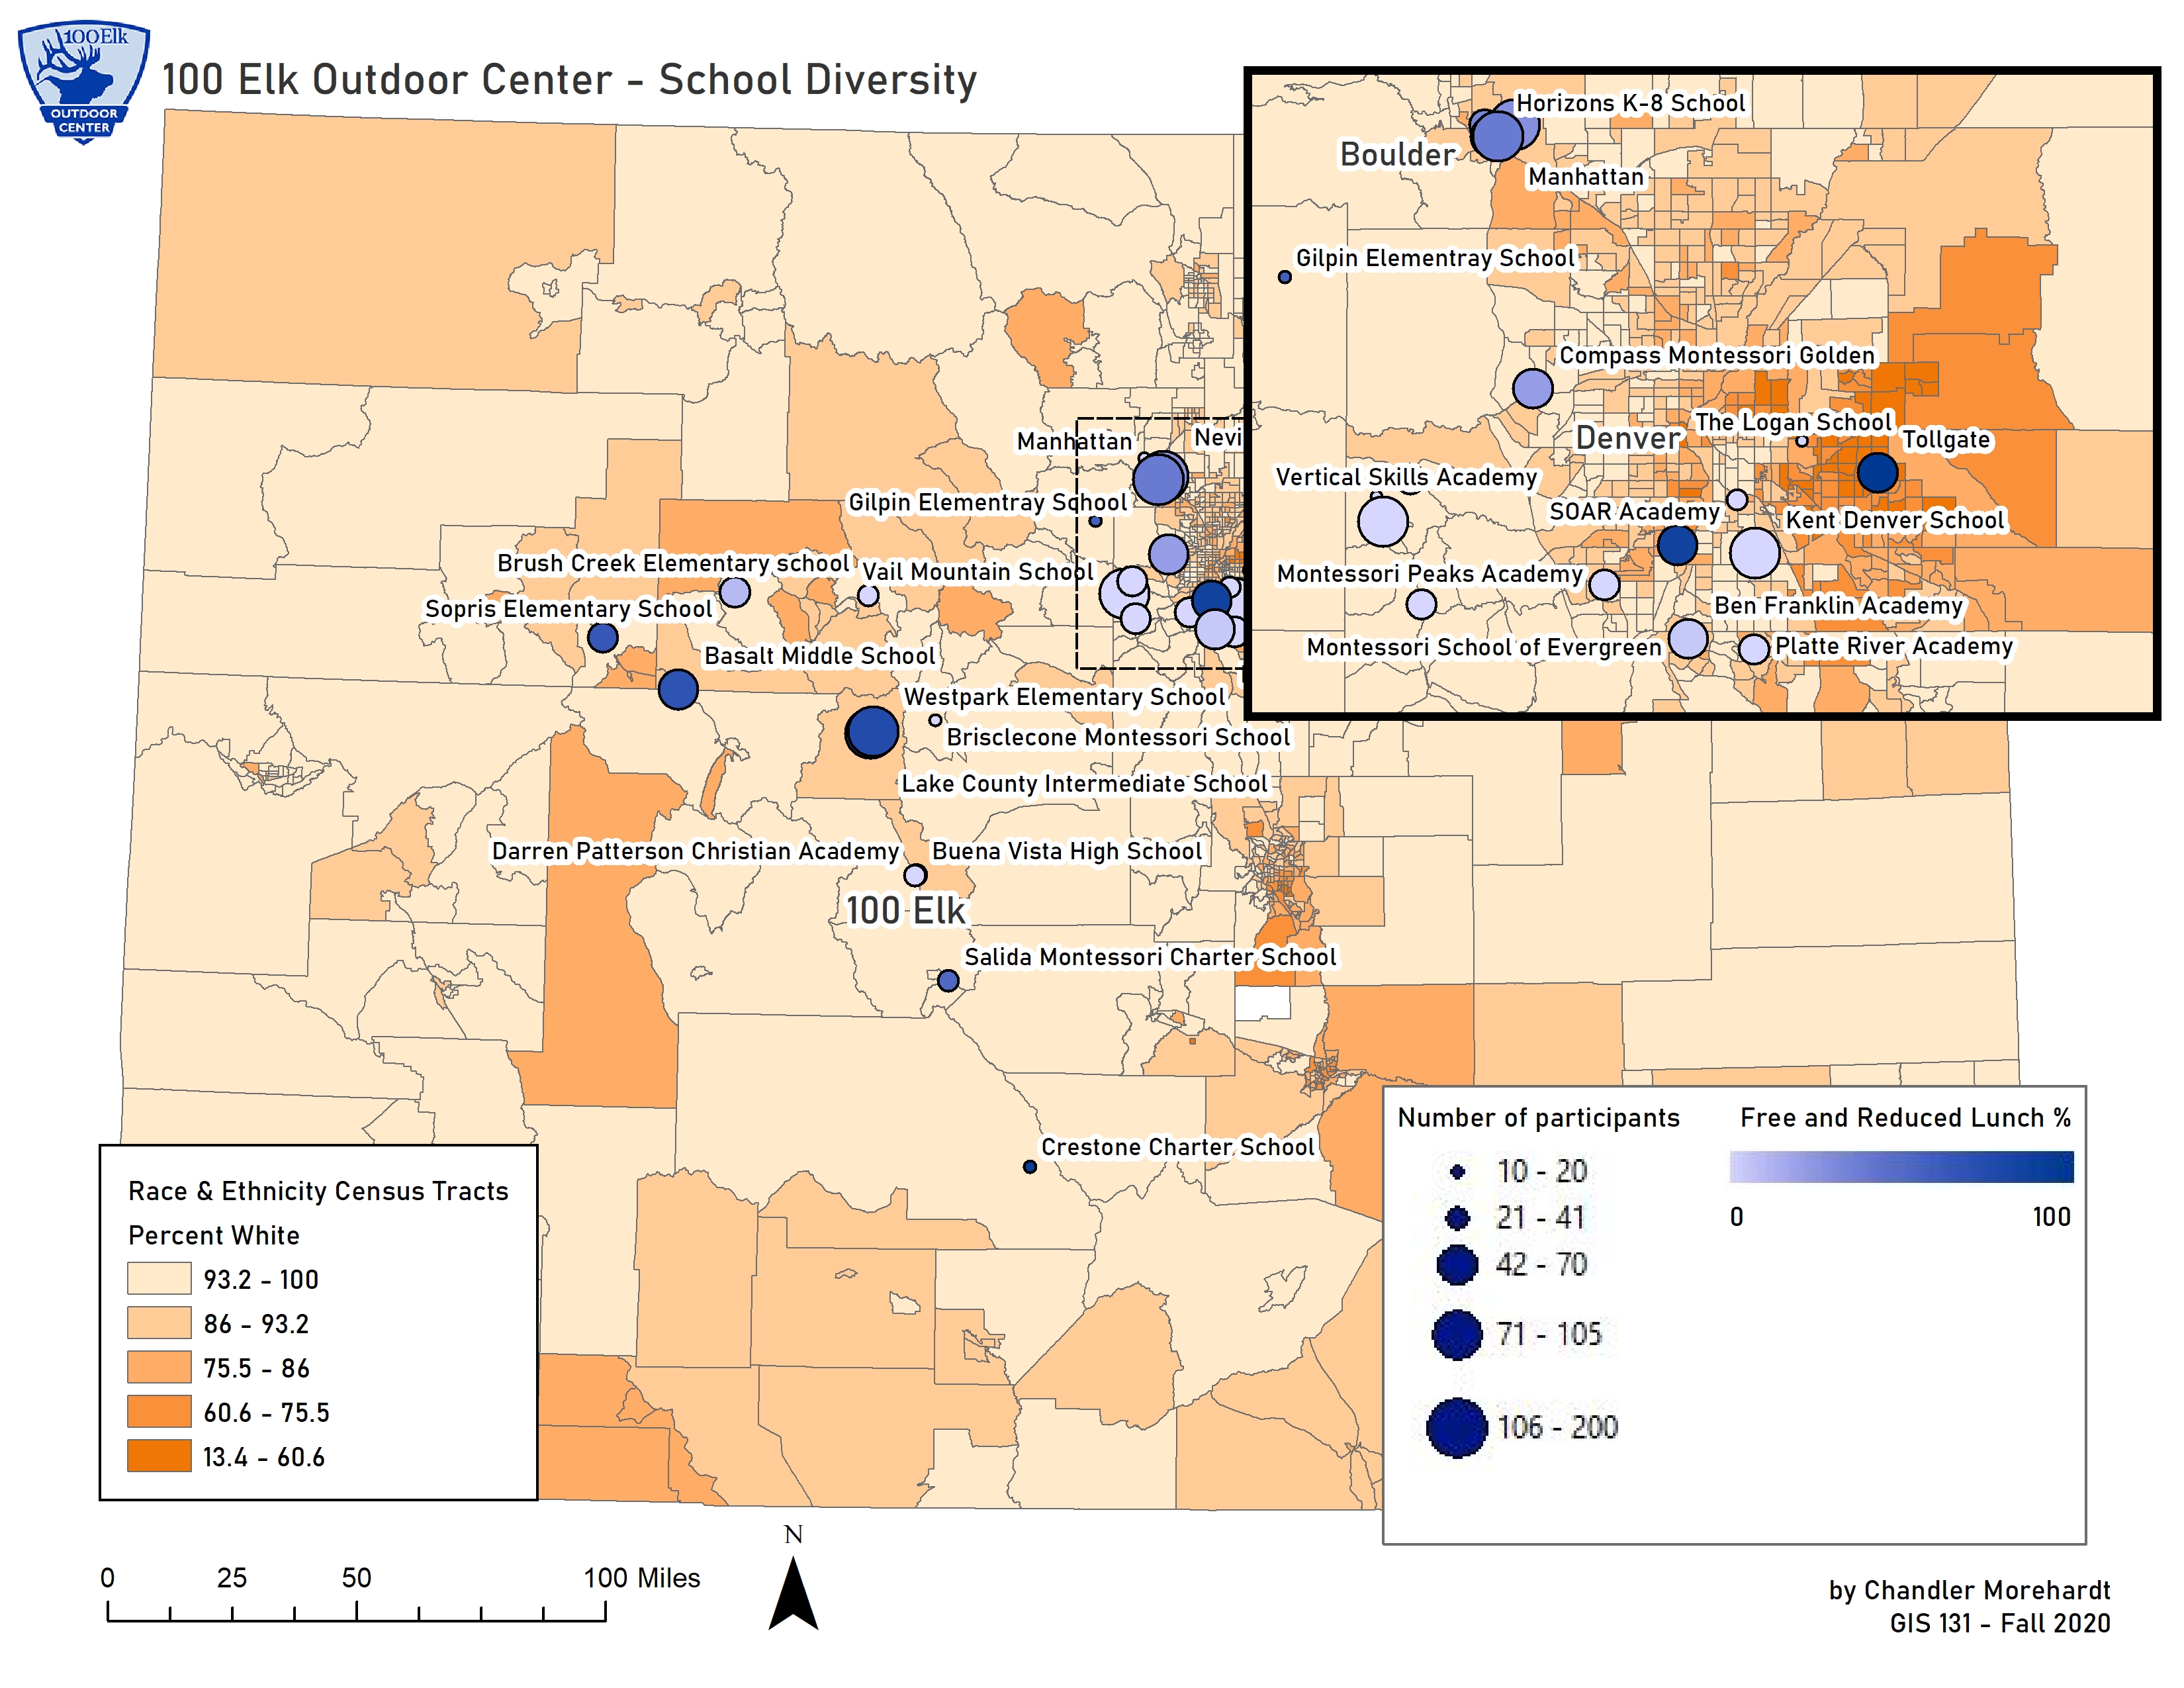 100Elk
OUTDOOR
CENTER
100 Elk Outdoor Center - School Diversity
Horizons K-8 School
Boulder
Manhattan
Gilpin Elementray School
Compass Montessori Golden
The Logan School
Denver
Tollgate
Vertical Skills Academy
SOAR Academy
Kent Denver School
Montessori Peaks Academy
Ben Franklin Academy
Montessori School of Evergreen
Platte River Academy
Manhattan
Nevi
Gilpin Elementray School
Brush Creek Elementary school
Vail Mountain School
Sopris Elementary School
Basalt Middle School
Westpark Elementary School
Brisclecone Montessori School
Lake County Intermediate School
Darren Patterson Christian Academy
Buena Vista High School
100 Elk
Salida Montessori Charter School
Crestone Charter School
Race & Ethnicity Census Tracts
Percent White
93.2 - 100
86 - 93.2
75.5 - 86
60.6 - 75.5
13.4 - 60.6
Number of participants
10 - 20
21 - 41
42 - 70
71 - 105
106 - 200
Free and Reduced Lunch %
0 100
N
0 25 50 100 Miles
by Chandler Morehardt
GIS 131 - Fall 2020